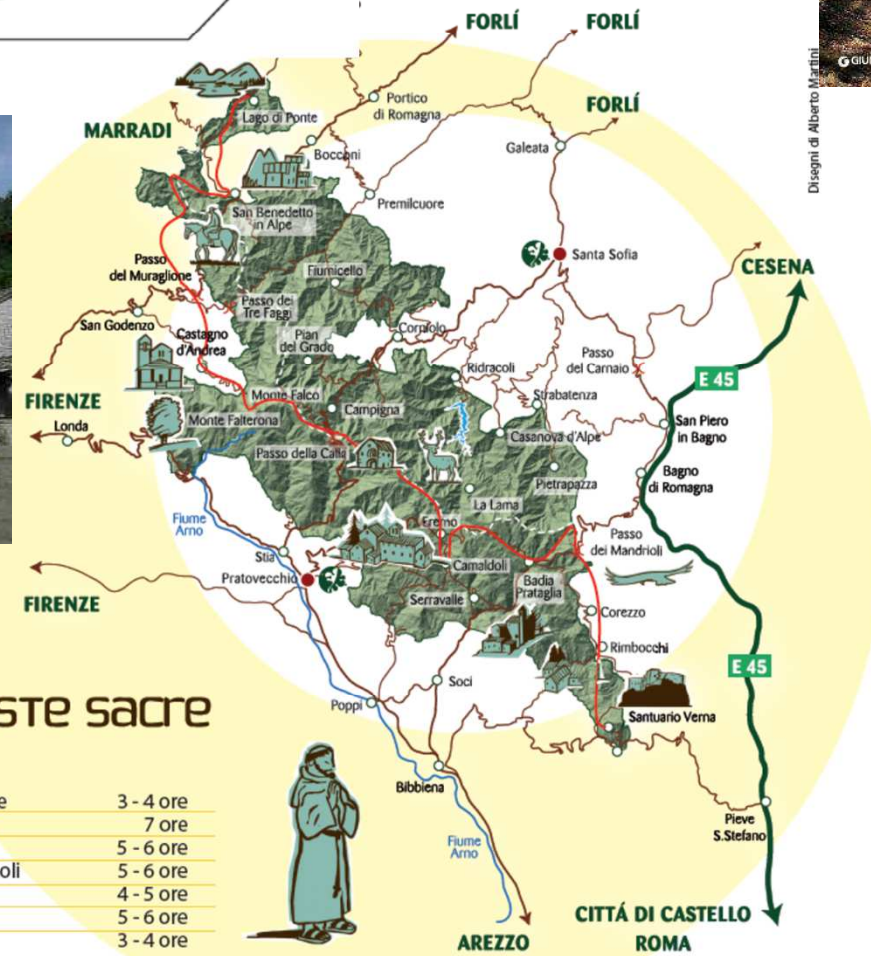 FORLÍ
FORLÍ
FORLÍ
Disegni di Alberto Martini
GIU
MARRADI
Lago di Ponte
Portico
di Romagna
Bocconi
Galeata
Premilcuore
San Benedetto
in Alpe
Santa Sofia
CESENA
Passo
del Muraglione
Fiumicello
Passo dei
Tre Faggi
San Godenzo
Castagno
d'Andrea
Pian
del Grado
Corniolo
Passo
del Carnaio
Ridracoli
E 45
FIRENZE
Monte Falco
Campigna
Strabatenza
Londa
Monte Falterona
Casanova d'Alpe
San Piero
in Bagno
Passo della Calla
Pietrapazza
Bagno
di Romagna
La Lama
Fiume
Arno
Eremo
Passo
dei Mandrioli
Stia
Camaldoli
Pratovecchio
Badia
Prataglia
FIRENZE
Serravalle
Corezzo
Rimbocchi
E 45
Soci
ste sacre
Poppi
Santuario Verna
Bibbiena
Pieve
S.Stefano
Fiume
Arno
e 3 - 4 ore
7 ore
5 - 6 ore
oli 5 - 6 ore
4 - 5 ore
5 - 6 ore
3 - 4 ore
AREZZO
CITTÁ DI CASTELLO
ROMA